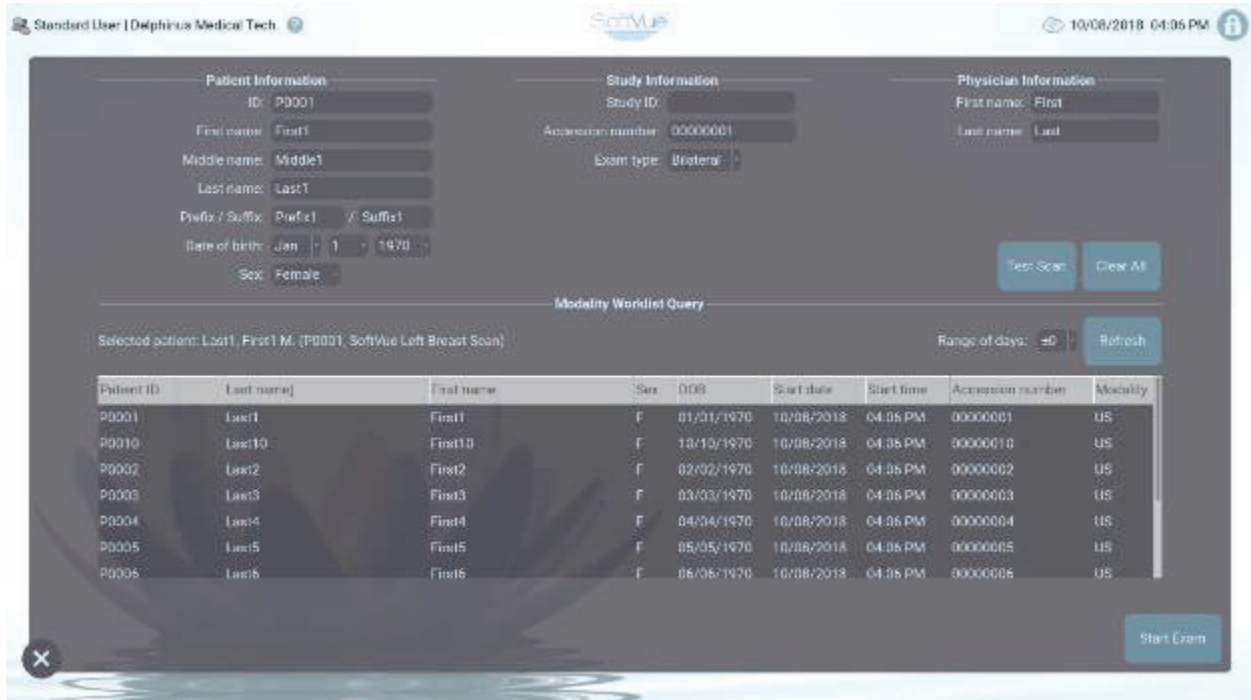 Standard User | Delphinus Medical Tech.
SoftVue
10/08/2018 04:06 PM
Patient Information
ID: P0001
First name: First1
Middle name: Middle1
Last name: Last1
Prefix / Suffix: Prefix1 / Suffix1
Date of birth: Jan 1 1970
Sex: Female
Study Information
Study ID:
Accession number: 00000001
Exam type: Bilateral
Physician Information
First name: First
Last name: Last
Test Scan Clear All
Modality Worklist Query
Selected patient: Last1, First1 M. (P0001, SoftVue Left Breast Scan)
Range of days: ±0 Refresh
Patient ID Last name First name Sex DOB Start date Start time Accession number Modality
P0001 Last1 First1 F 01/01/1970 10/08/2018 04:06 PM 00000001 US
P0010 Last10 First10 F 10/10/1970 10/08/2018 04:06 PM 00000010 US
P0002 Last2 First2 F 02/02/1970 10/08/2018 04:06 PM 00000002 US
P0003 Last3 First3 F 03/03/1970 10/08/2018 04:06 PM 00000003 US
P0004 Last4 First4 F 04/04/1970 10/08/2018 04:06 PM 00000004 US
P0005 Last5 First5 F 05/05/1970 10/08/2018 04:06 PM 00000005 US
P0006 Last6 First6 F 06/06/1970 10/08/2018 04:06 PM 00000006 US
Start Exam